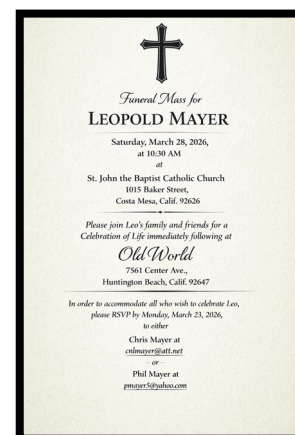 Funeral Mass for
LEOPOLD MAYER
Saturday, March 28, 2026,
at 10:30 AM
at
St. John the Baptist Catholic Church
1015 Baker Street,
Costa Mesa, Calif. 92626
Please join Leo's family and friends for a
Celebration of Life immediately following at
Old World
7561 Center Ave.,
Huntington Beach, Calif. 92647
In order to accommodate all who wish to celebrate Leo,
please RSVP by Monday, March 23, 2026,
to either
Chris Mayer at
cnlmayer@att.net
– or –
Phil Mayer at
pmayer5@yahoo.com